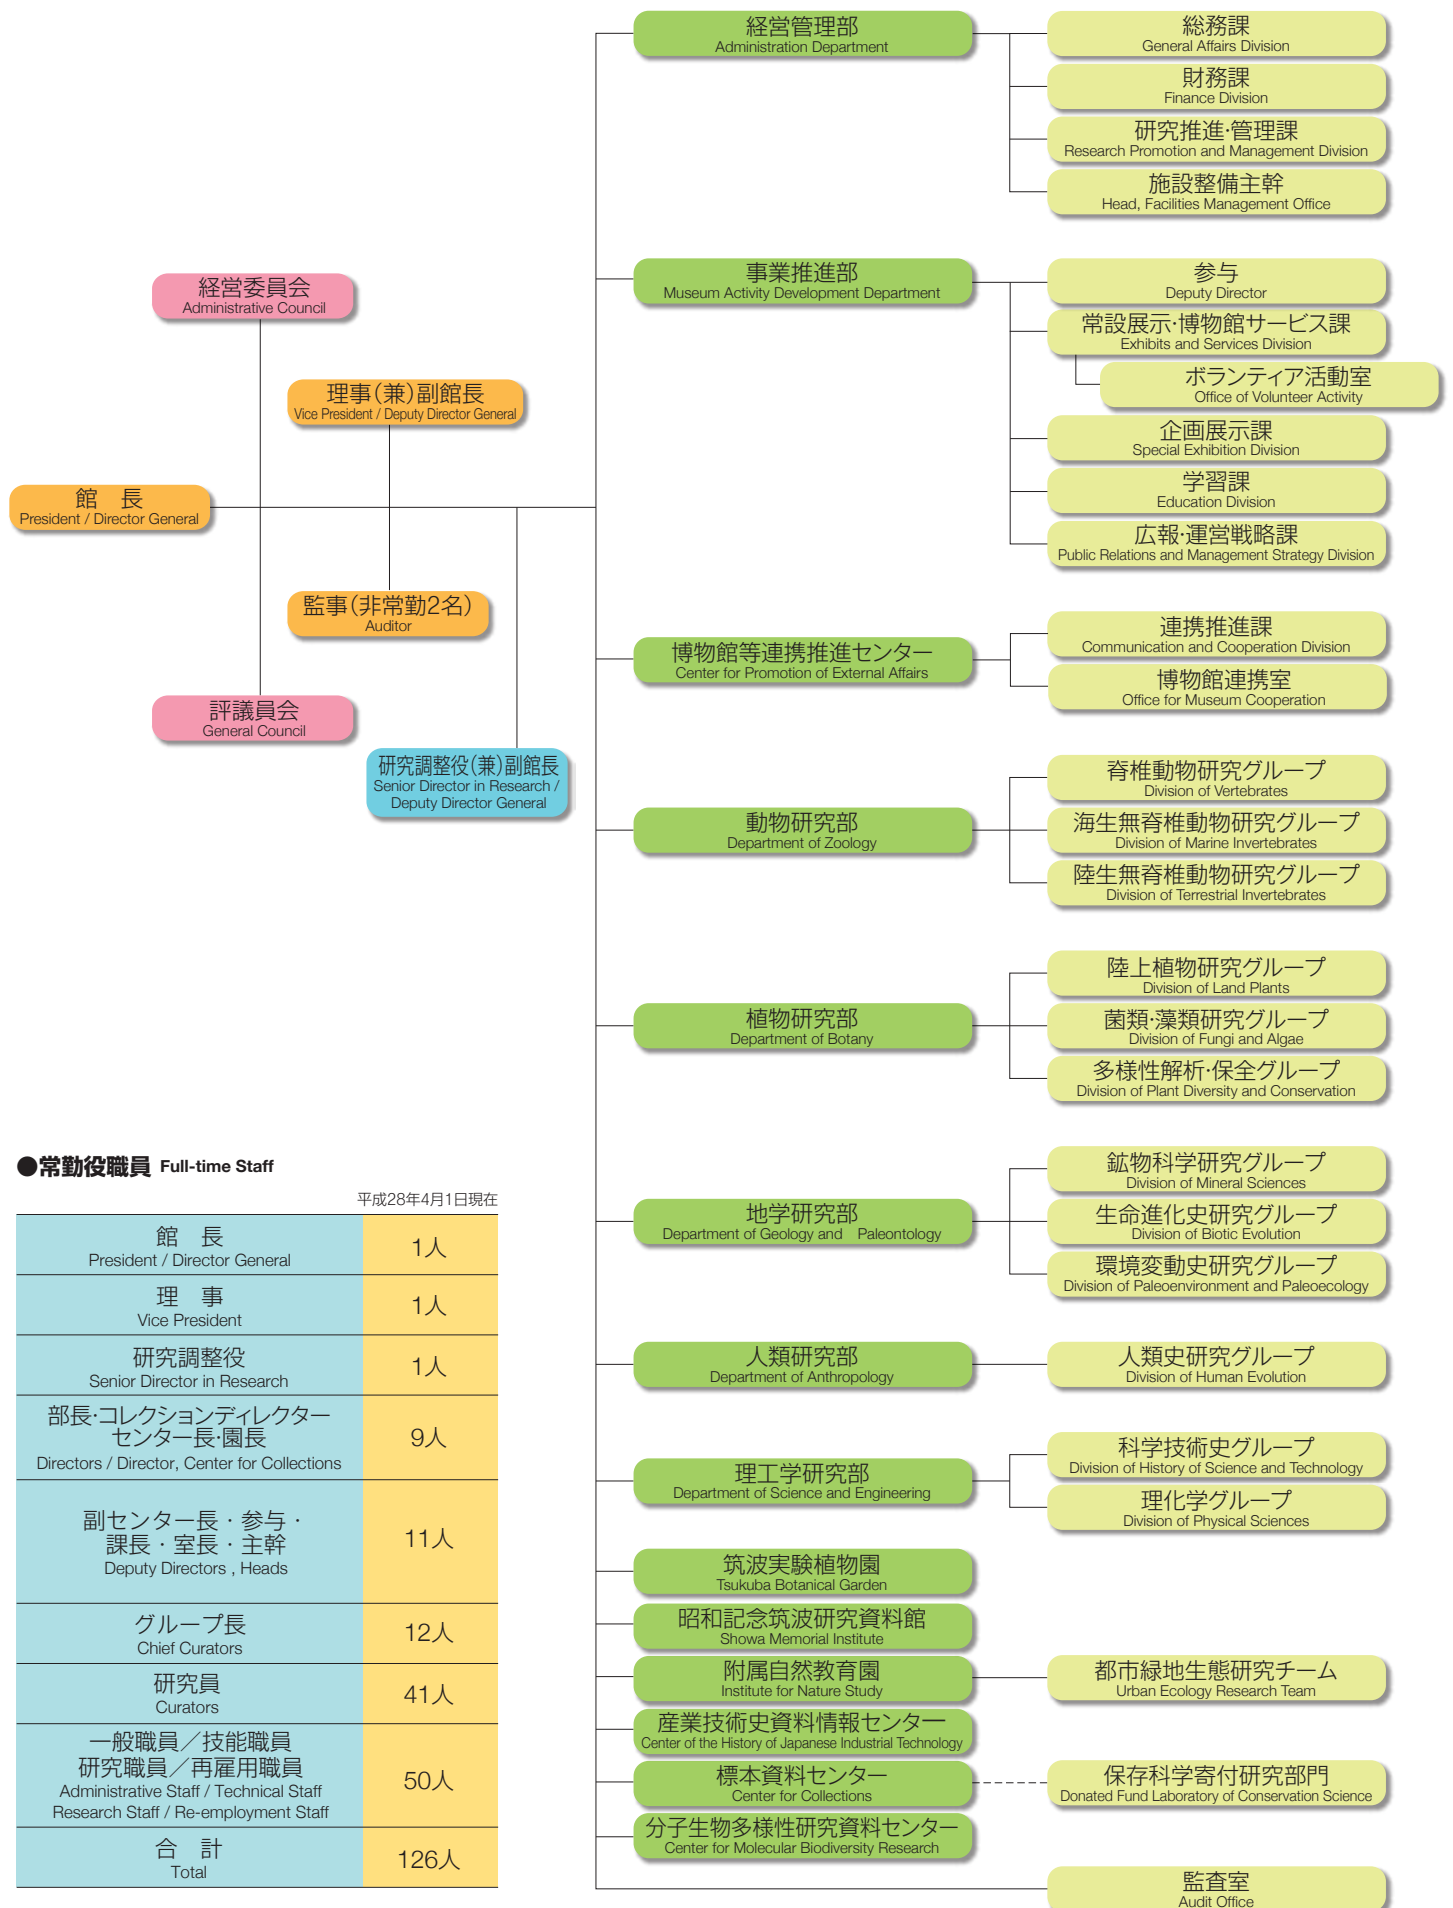 経営委員会
Administrative Council
理事(兼)副館長
Vice President / Deputy Director General
館　長
President / Director General
監事(非常勤2名)
Auditor
評議員会
General Council
研究調整役(兼)副館長
Senior Director in Research /
Deputy Director General
経営管理部
Administration Department
総務課
General Affairs Division
財務課
Finance Division
研究推進・管理課
Research Promotion and Management Division
施設整備主幹
Head, Facilities Management Office
事業推進部
Museum Activity Development Department
参与
Deputy Director
常設展示・博物館サービス課
Exhibits and Services Division
ボランティア活動室
Office of Volunteer Activity
企画展示課
Special Exhibition Division
学習課
Education Division
広報・運営戦略課
Public Relations and Management Strategy Division
博物館等連携推進センター
Center for Promotion of External Affairs
連携推進課
Communication and Cooperation Division
博物館連携室
Office for Museum Cooperation
動物研究部
Department of Zoology
脊椎動物研究グループ
Division of Vertebrates
海生無脊椎動物研究グループ
Division of Marine Invertebrates
陸生無脊椎動物研究グループ
Division of Terrestrial Invertebrates
植物研究部
Department of Botany
陸上植物研究グループ
Division of Land Plants
菌類・藻類研究グループ
Division of Fungi and Algae
多様性解析・保全グループ
Division of Plant Diversity and Conservation
地学研究部
Department of Geology and Paleontology
鉱物科学研究グループ
Division of Mineral Sciences
生命進化史研究グループ
Division of Biotic Evolution
環境変動史研究グループ
Division of Paleoenvironment and Paleoecology
人類研究部
Department of Anthropology
人類史研究グループ
Division of Human Evolution
理工学研究部
Department of Science and Engineering
科学技術史グループ
Division of History of Science and Technology
理化学グループ
Division of Physical Sciences
筑波実験植物園
Tsukuba Botanical Garden
昭和記念筑波研究資料館
Showa Memorial Institute
附属自然教育園
Institute for Nature Study
都市緑地生態研究チーム
Urban Ecology Research Team
産業技術史資料情報センター
Center of the History of Japanese Industrial Technology
標本資料センター
Center for Collections
保存科学寄付研究部門
Donated Fund Laboratory of Conservation Science
分子生物多様性研究資料センター
Center for Molecular Biodiversity Research
監査室
Audit Office
●常勤役職員 Full-time Staff
平成28年4月1日現在
館　長
President / Director General
1人
理　事
Vice President
1人
研究調整役
Senior Director in Research
1人
部長・コレクションディレクター
センター長・園長
Directors / Director, Center for Collections
9人
副センター長・参与・
課長・室長・主幹
Deputy Directors , Heads
11人
グループ長
Chief Curators
12人
研究員
Curators
41人
一般職員／技能職員
研究職員／再雇用職員
Administrative Staff / Technical Staff
Research Staff / Re-employment Staff
50人
合　計
Total
126人